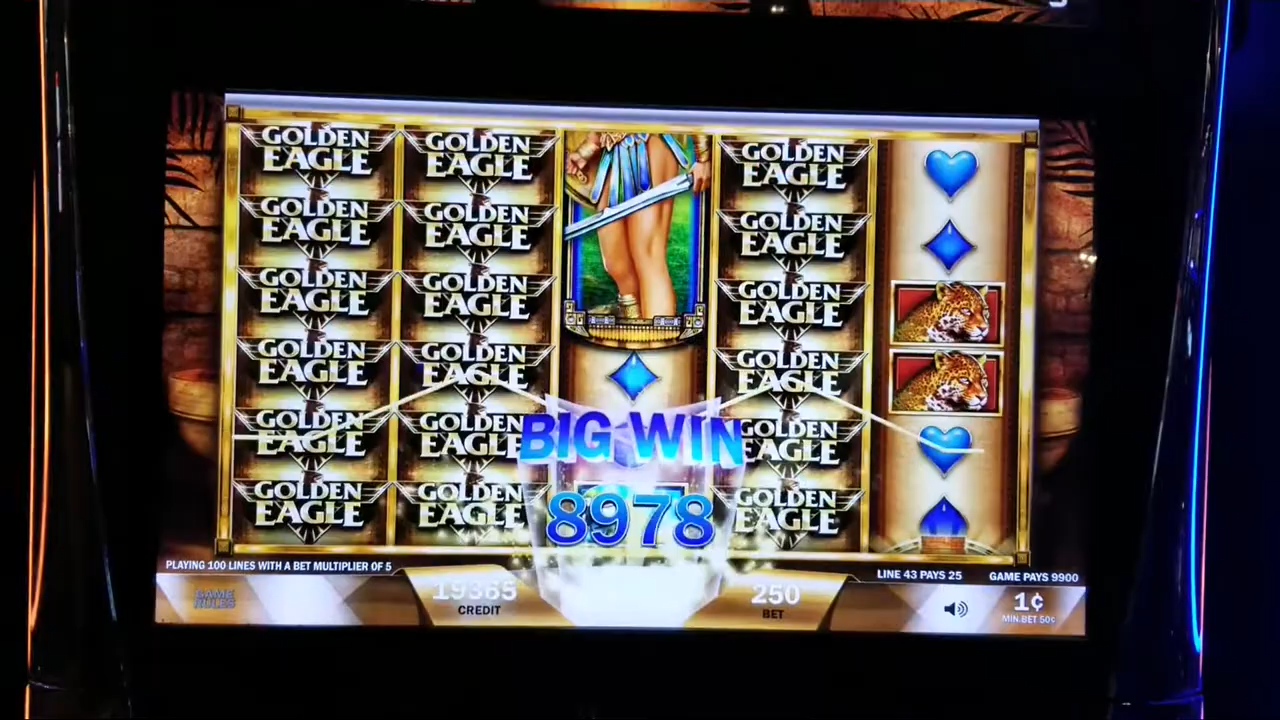 GOLDEN EAGLE GOLDEN EAGLE GOLDEN EAGLE
GOLDEN EAGLE GOLDEN EAGLE GOLDEN EAGLE
GOLDEN EAGLE GOLDEN EAGLE GOLDEN EAGLE
GOLDEN EAGLE GOLDEN EAGLE GOLDEN EAGLE
GOLDEN EAGLE GOLDEN EAGLE GOLDEN EAGLE
GOLDEN EAGLE GOLDEN EAGLE GOLDEN EAGLE
BIG WIN
8978
PLAYING 100 LINES WITH A BET MULTIPLIER OF 5
LINE 43 PAYS 25
GAME PAYS 9900
GAME
RULES
19365
CREDIT
250
BET
1¢
MIN.BET 50¢